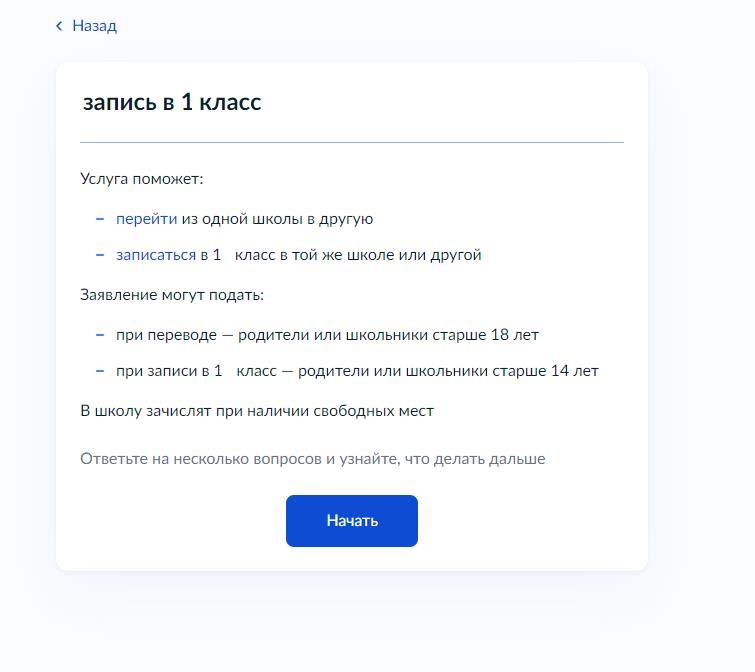 Назад
запись в 1 класс
Услуга поможет:
– перейти из одной школы в другую
– записаться в 1 класс в той же школе или другой
Заявление могут подать:
– при переводе — родители или школьники старше 18 лет
– при записи в 1 класс — родители или школьники старше 14 лет
В школу зачислят при наличии свободных мест
Ответьте на несколько вопросов и узнайте, что делать дальше
Начать